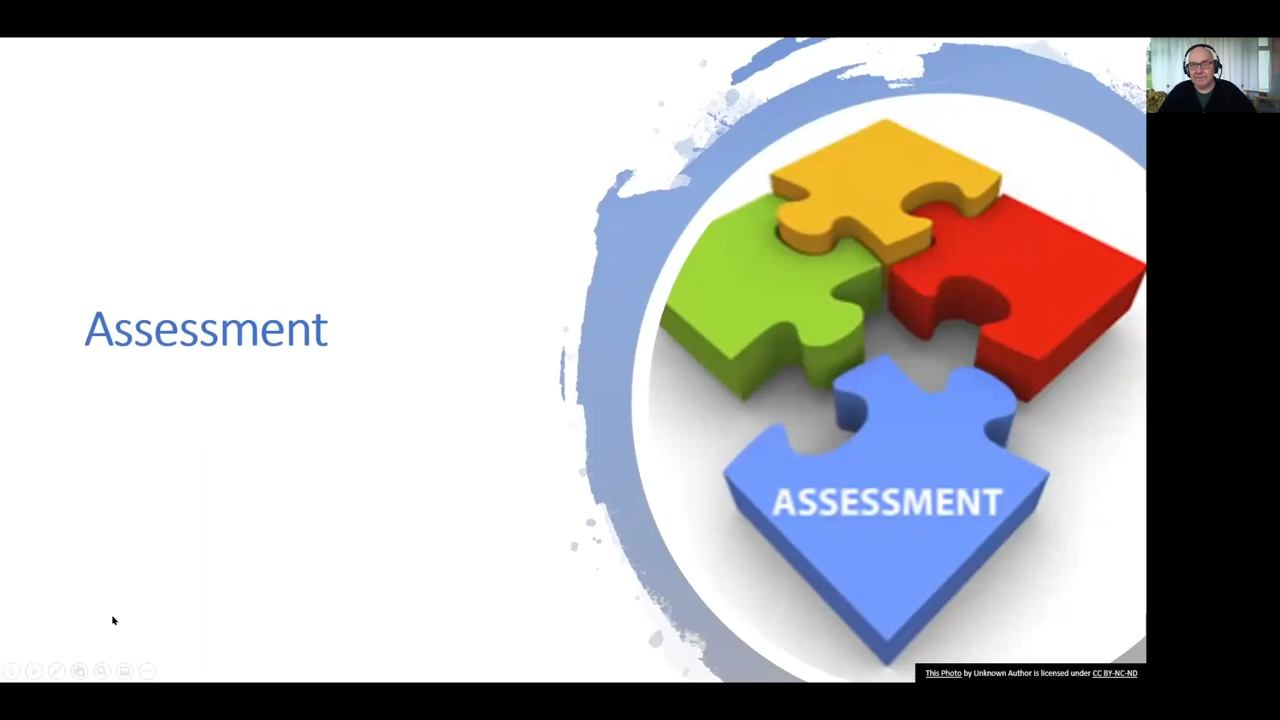 Assessment
ASSESSMENT
This Photo by Unknown Author is licensed under CC BY-NC-ND